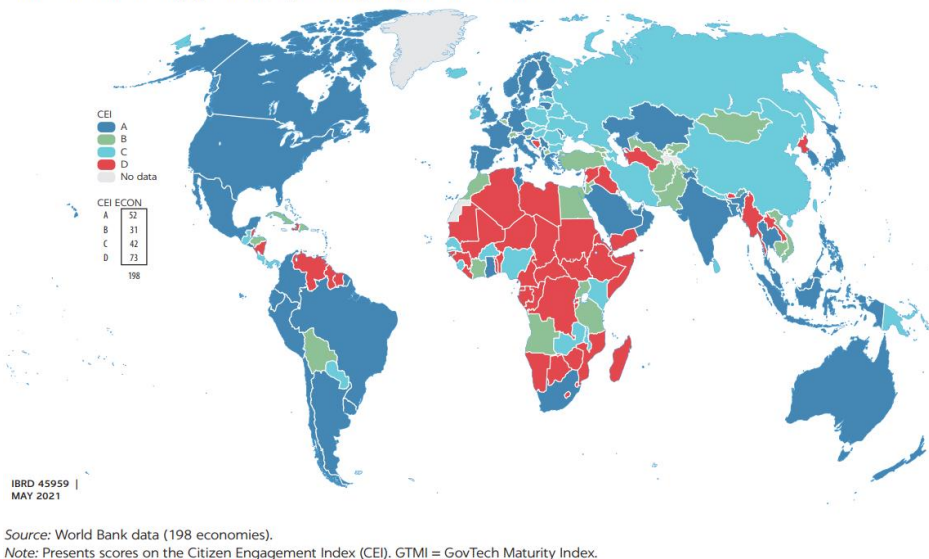 CEI
A
B
C
D
No data
CEI ECON
A 52
B 31
C 42
D 73
198
IBRD 45959 |
MAY 2021
Source: World Bank data (198 economies).
Note: Presents scores on the Citizen Engagement Index (CEI). GTMI = GovTech Maturity Index.